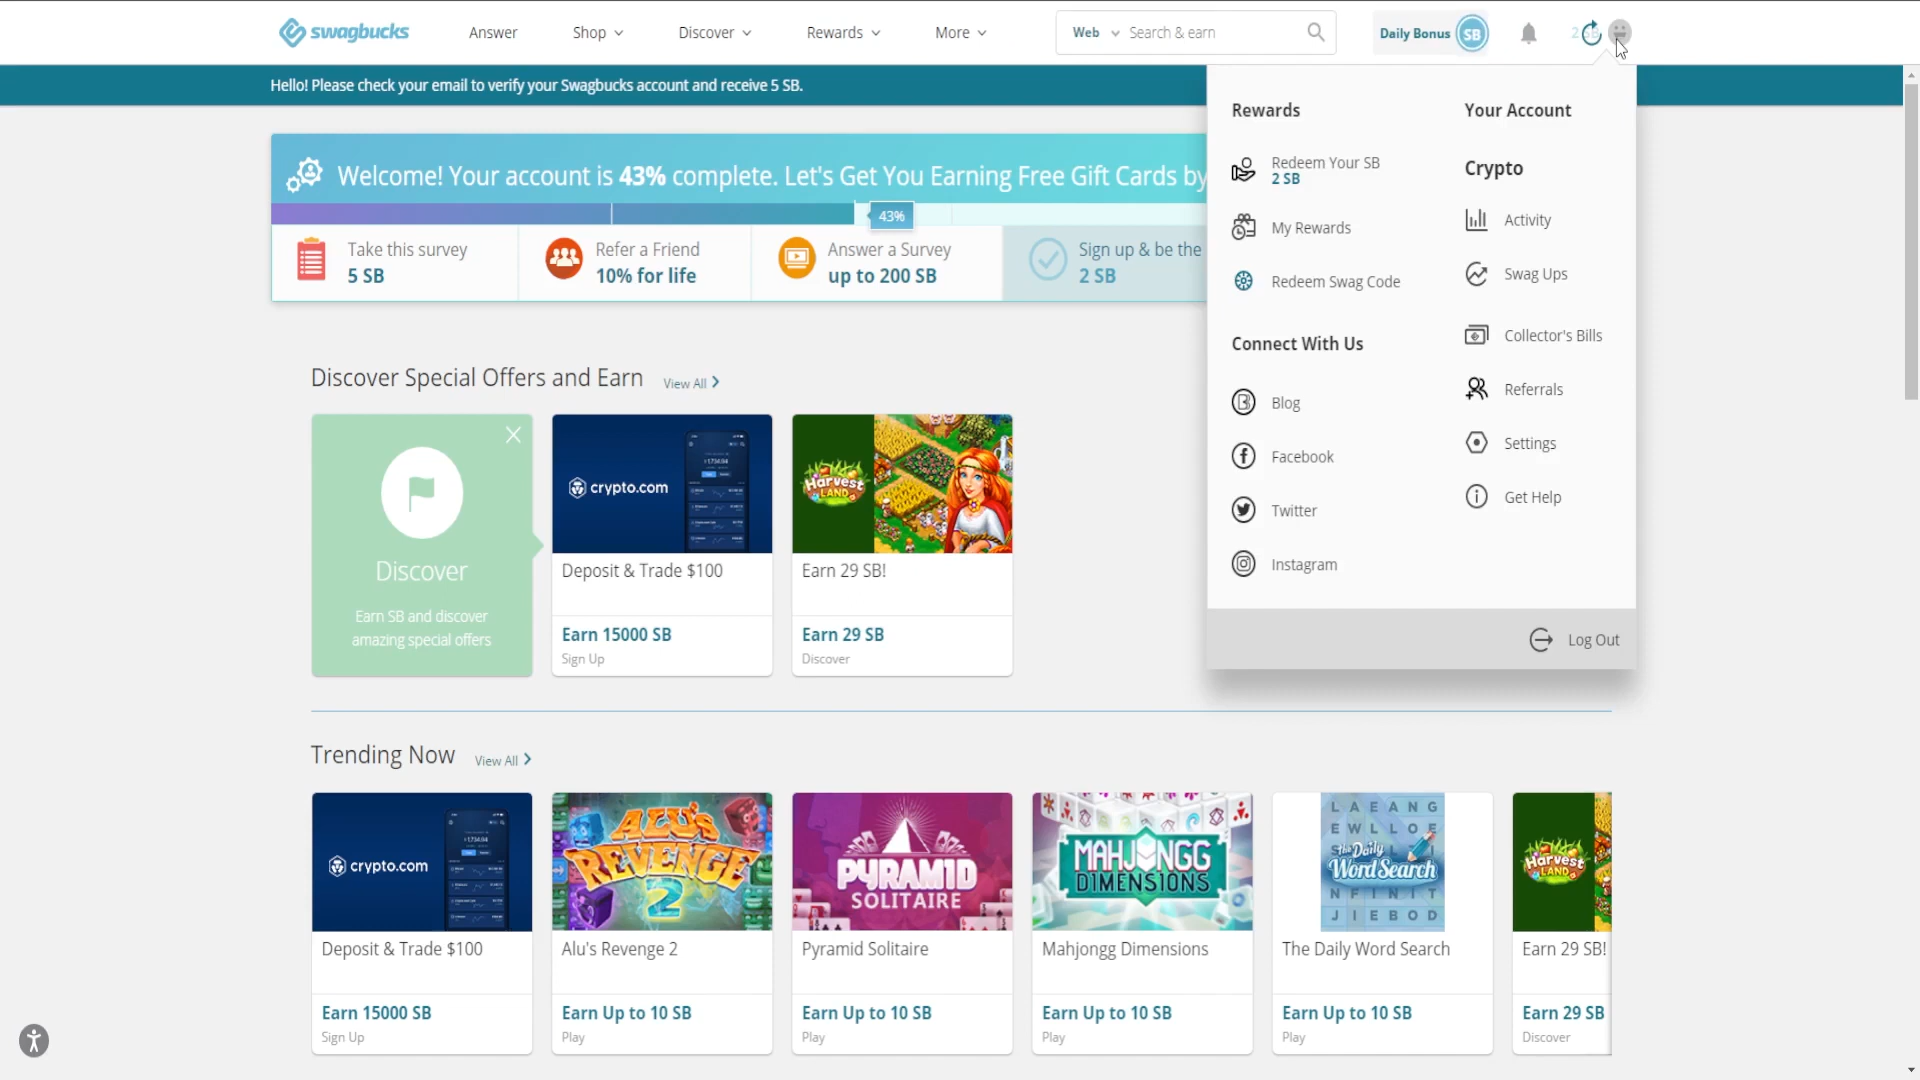 swagbucks
Answer
Shop
Discover
Rewards
More
Web
Search & earn
Daily Bonus
SB
Hello! Please check your email to verify your Swagbucks account and receive 5 SB.
Welcome! Your account is 43% complete. Let's Get You Earning Free Gift Cards by
43%
Take this survey
5 SB
Refer a Friend
10% for life
Answer a Survey
up to 200 SB
Sign up & be the
2 SB
Rewards
Redeem Your SB
2 SB
My Rewards
Redeem Swag Code
Connect With Us
Blog
Facebook
Twitter
Instagram
Your Account
Crypto
Activity
Swag Ups
Collector's Bills
Referrals
Settings
Get Help
Log Out
Discover Special Offers and Earn
View All
Discover
Earn SB and discover
amazing special offers
crypto.com
Deposit & Trade $100
Earn 15000 SB
Sign Up
Harvest
LAND
Earn 29 SB!
Earn 29 SB
Discover
Trending Now
View All
crypto.com
Deposit & Trade $100
Earn 15000 SB
Sign Up
ALU'S
REVENGE
2
Alu's Revenge 2
Earn Up to 10 SB
Play
PYRAMID
SOLITAIRE
Pyramid Solitaire
Earn Up to 10 SB
Play
MAHJONGG
DIMENSIONS
Mahjongg Dimensions
Earn Up to 10 SB
Play
the Daily
Word Search
The Daily Word Search
Earn Up to 10 SB
Play
Harvest
LAND
Earn 29 SB!
Earn 29 SB
Discover